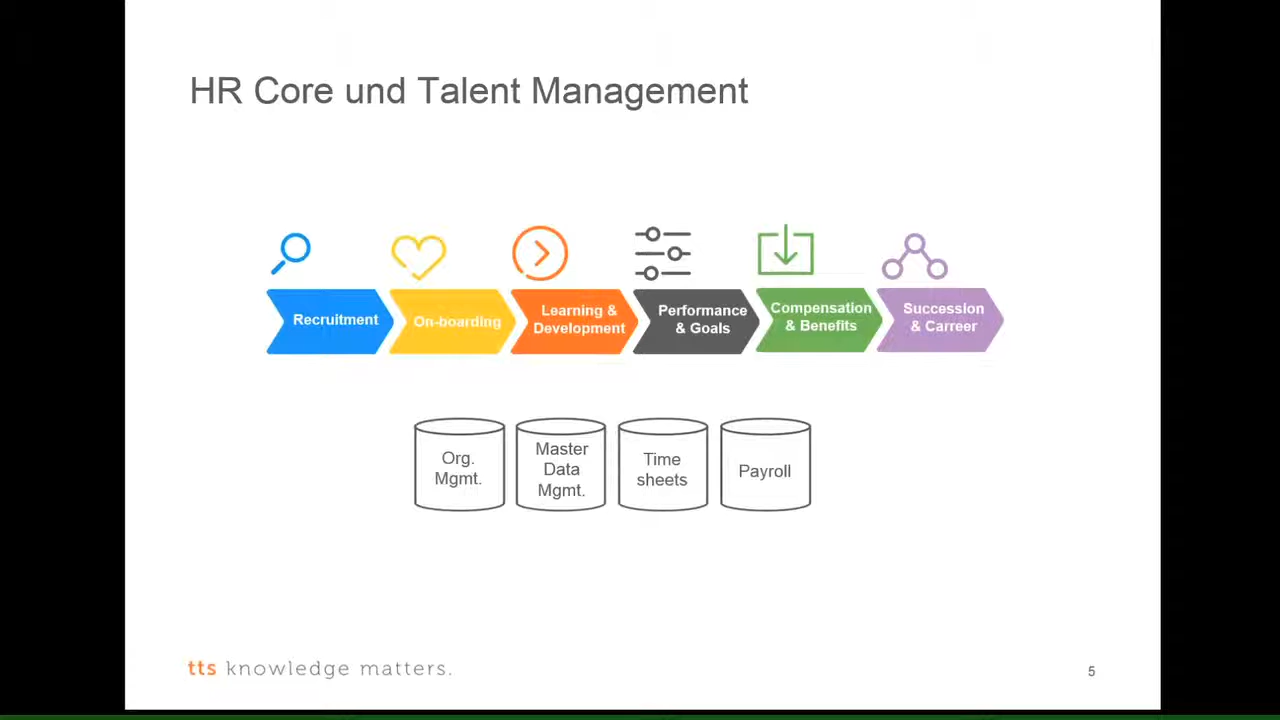 HR Core und Talent Management
Recruitment
On-boarding
Learning &
Development
Performance
& Goals
Compensation
& Benefits
Succession
& Carreer
Org.
Mgmt.
Master
Data
Mgmt.
Time
sheets
Payroll
tts knowledge matters.
5